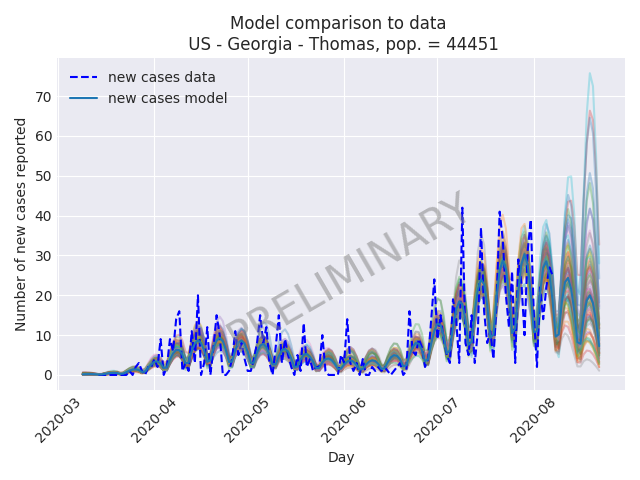 Model comparison to data
US - Georgia - Thomas, pop. = 44451
new cases data
new cases model
PRELIMINARY
Number of new cases reported
70
60
50
40
30
20
10
0
2020-03
2020-04
2020-05
2020-06
2020-07
2020-08
Day